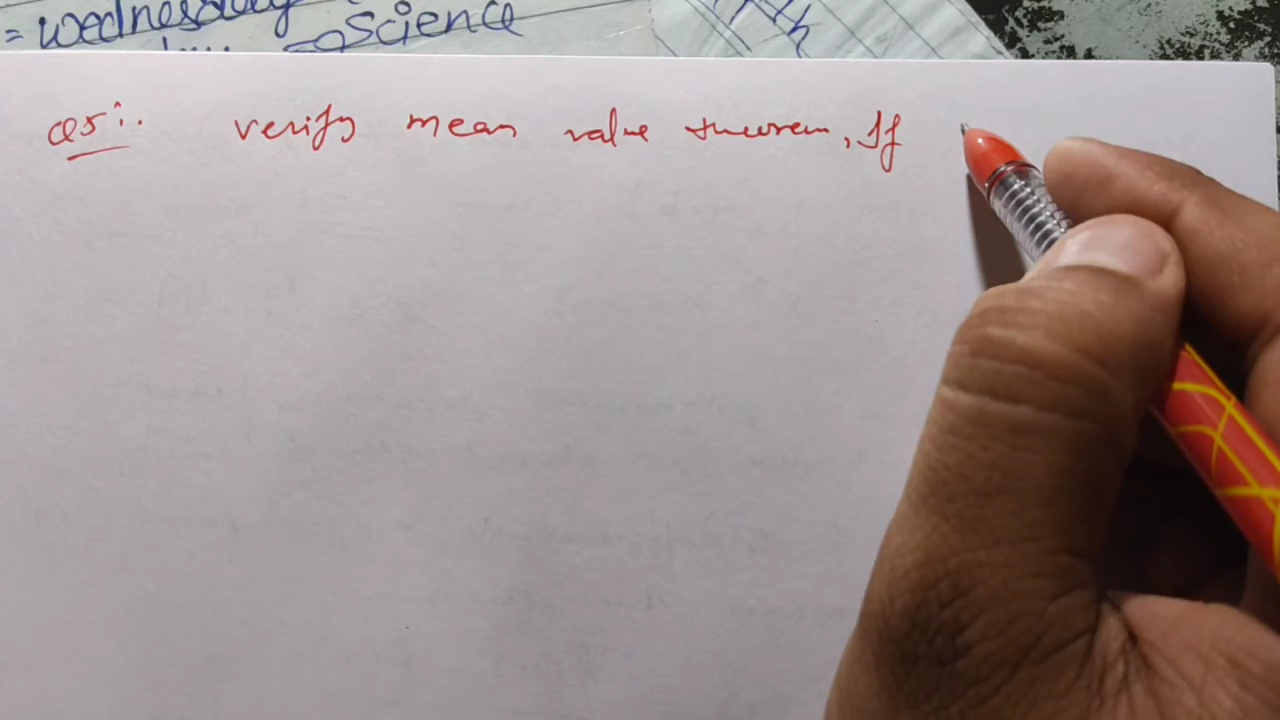 = wednesday
science
Q5:. verify mean value theorem, If